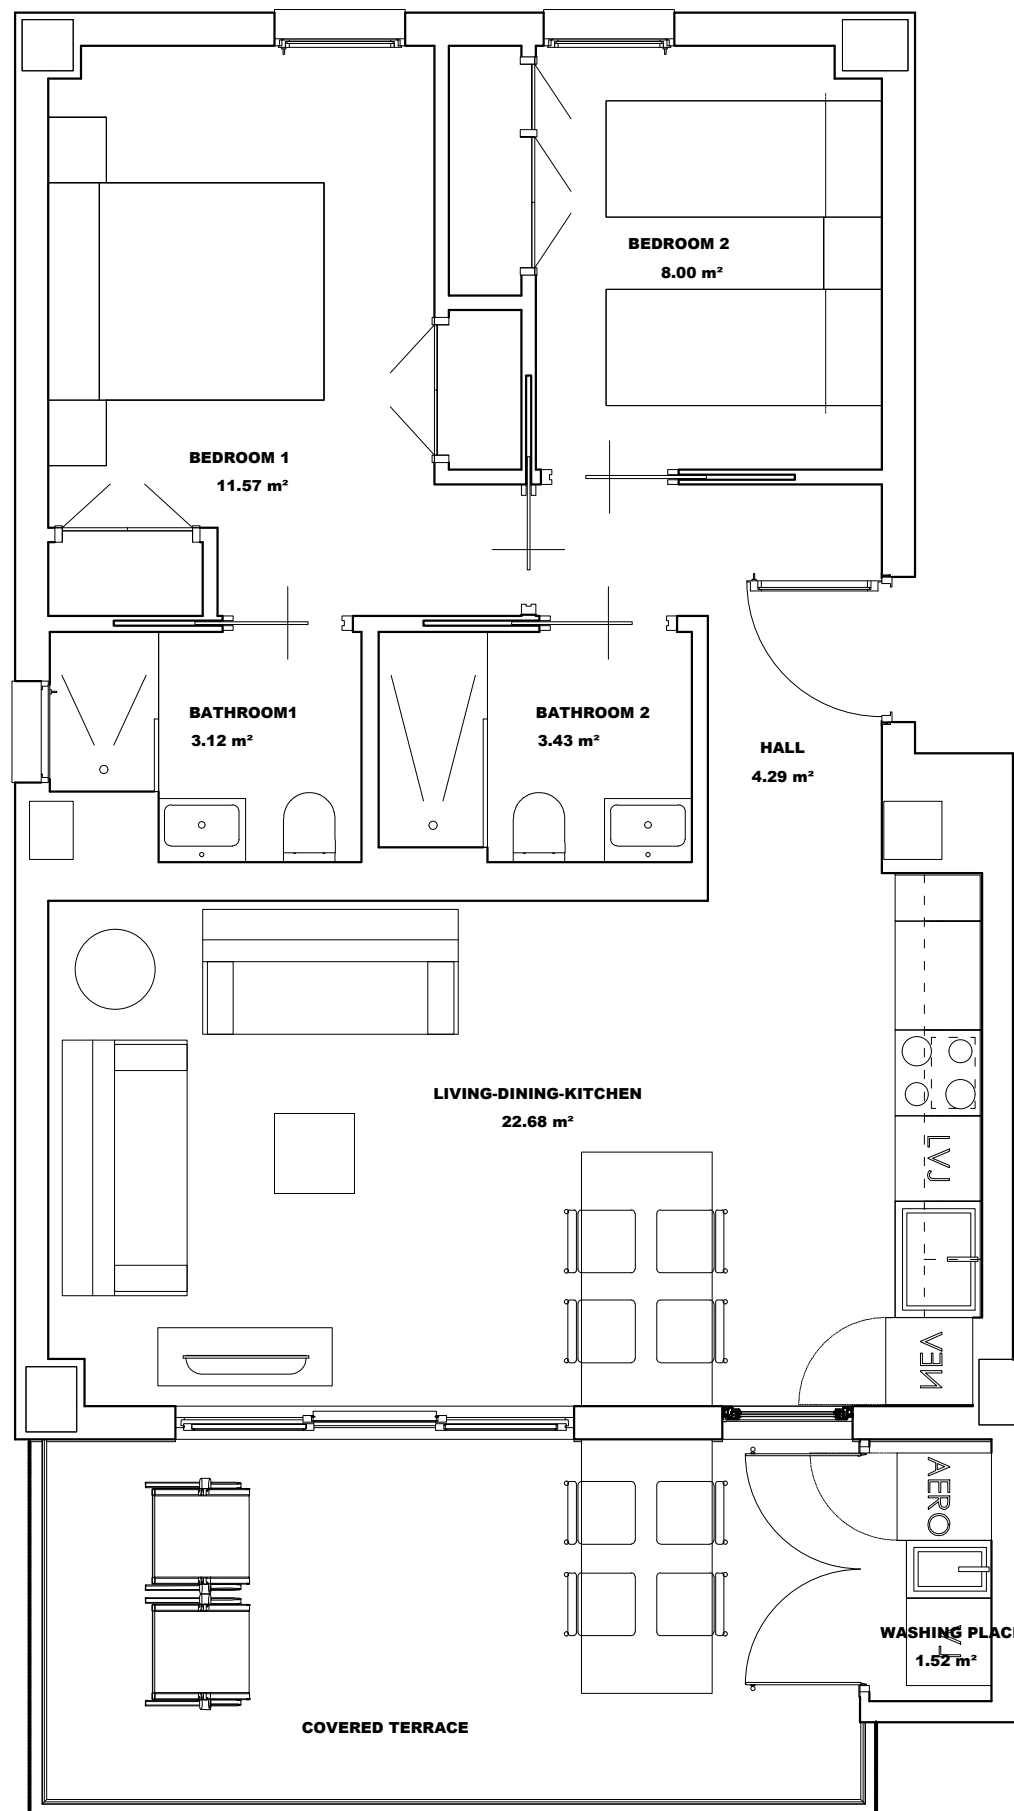 BEDROOM 2
8.00 m²
BEDROOM 1
11.57 m²
BATHROOM1
3.12 m²
BATHROOM 2
3.43 m²
HALL
4.29 m²
LIVING-DINING-KITCHEN
22.68 m²
LVJ
NEV
AERO
WASHING PLAC
1.52 m²
COVERED TERRACE